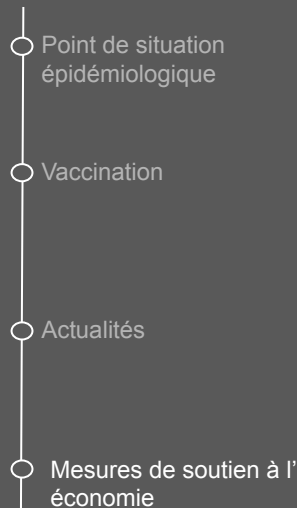 Point de situation
épidémiologique
Vaccination
Actualités
Mesures de soutien à l'
économie